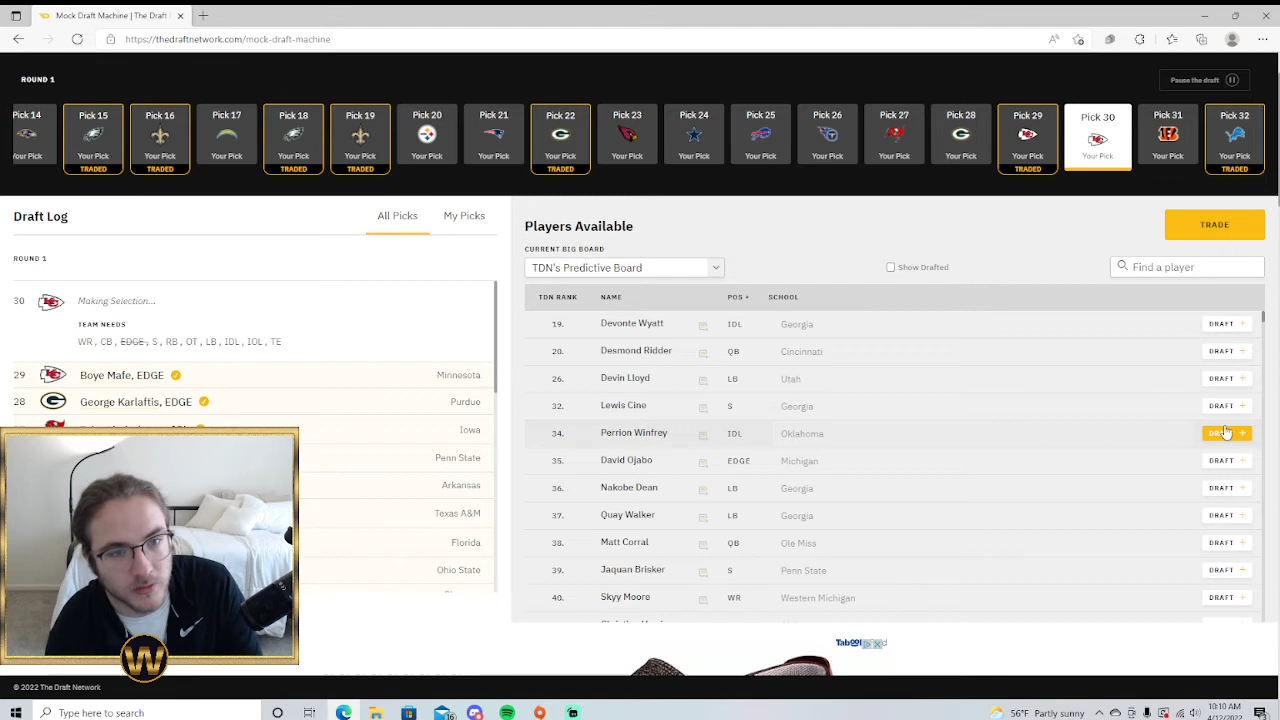 Mock Draft Machine | The Draft
https://thedraftnetwork.com/mock-draft-machine
ROUND 1
Pause the draft
Pick 14 Pick 15 Pick 16 Pick 17 Pick 18 Pick 19 Pick 20 Pick 21 Pick 22 Pick 23 Pick 24 Pick 25 Pick 26 Pick 27 Pick 28 Pick 29 Pick 30 Pick 31 Pick 32
Your Pick Your Pick Your Pick Your Pick Your Pick Your Pick Your Pick Your Pick Your Pick Your Pick Your Pick Your Pick Your Pick Your Pick Your Pick Your Pick Your Pick Your Pick Your Pick
TRADED TRADED TRADED TRADED TRADED TRADED TRADED
Draft Log
All Picks My Picks
ROUND 1
30 Making Selection...
TEAM NEEDS
WR , CB , EDGE , S , RB , OT , LB , IDL , IOL , TE
29 Boye Mafe, EDGE Minnesota
28 George Karlaftis, EDGE Purdue
Iowa
Penn State
Arkansas
Texas A&M
Florida
Ohio State
W
Players Available
TRADE
CURRENT BIG BOARD
TDN's Predictive Board
Show Drafted
Find a player
TDN RANK NAME POS + SCHOOL
19. Devonte Wyatt IDL Georgia DRAFT +
20. Desmond Ridder QB Cincinnati DRAFT +
26. Devin Lloyd LB Utah DRAFT +
32. Lewis Cine S Georgia DRAFT +
34. Perrion Winfrey IDL Oklahoma DRAFT +
35. David Ojabo EDGE Michigan DRAFT +
36. Nakobe Dean LB Georgia DRAFT +
37. Quay Walker LB Georgia DRAFT +
38. Matt Corral QB Ole Miss DRAFT +
39. Jaquan Brisker S Penn State DRAFT +
40. Skyy Moore WR Western Michigan DRAFT +
© 2022 The Draft Network
Type here to search
56°F Partly sunny
10:10 AM
4/12/2022